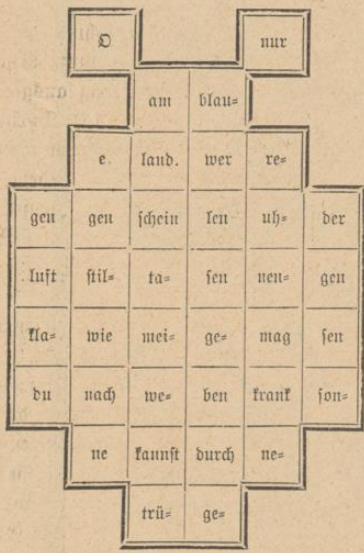 O nur
am blau=
e land. wer re=
gen gen schein len uh= der
luft stil= ta= sen nen= gen
kla= wie mei= ge= mag sen
du nach we= ben krank son=
ne kannst durch ne=
trü= ge=